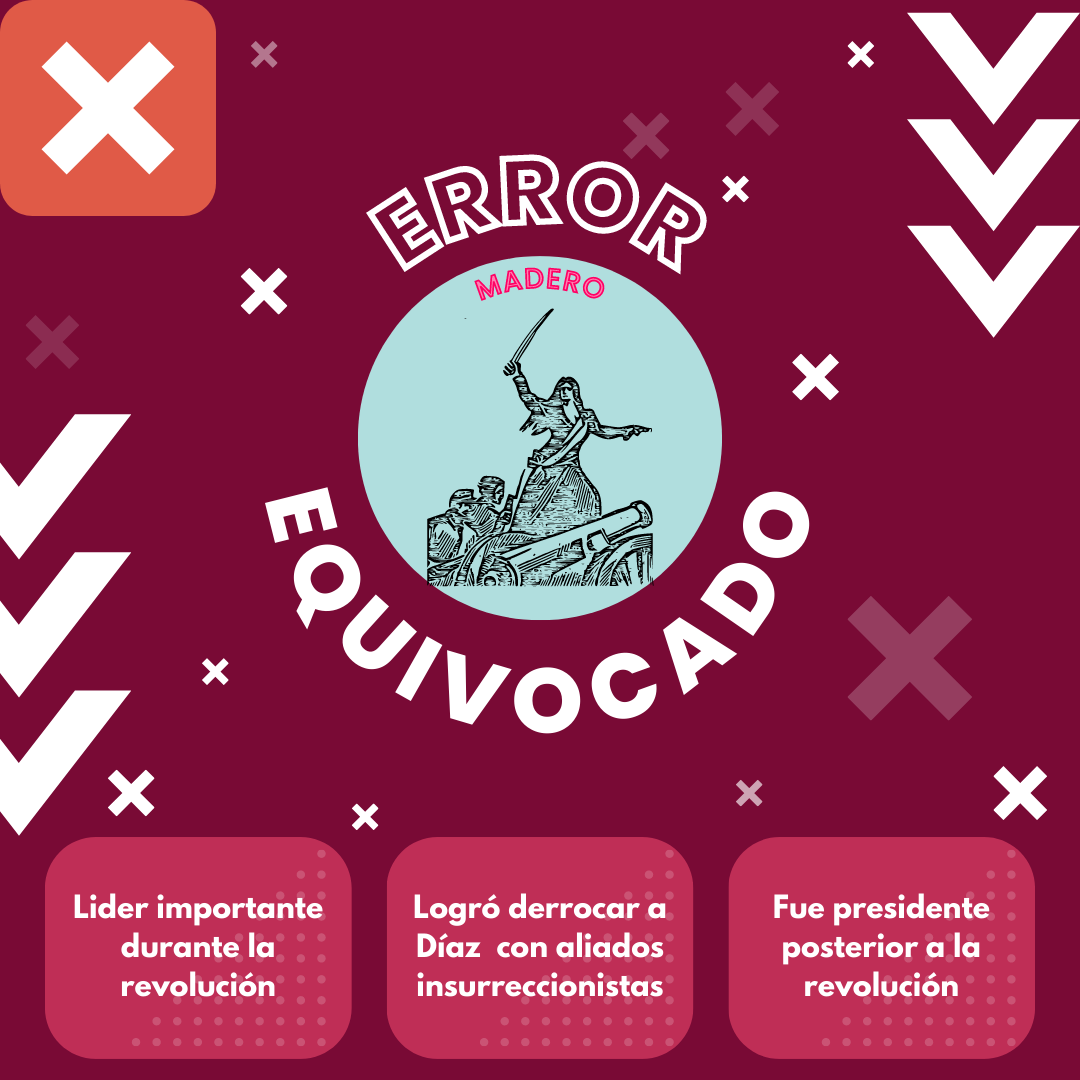 ERROR
MADERO
EQUIVOCADO
Lider importante
durante la
revolución
Logró derrocar a
Díaz  con aliados
insurreccionistas
Fue presidente
posterior a la
revolución